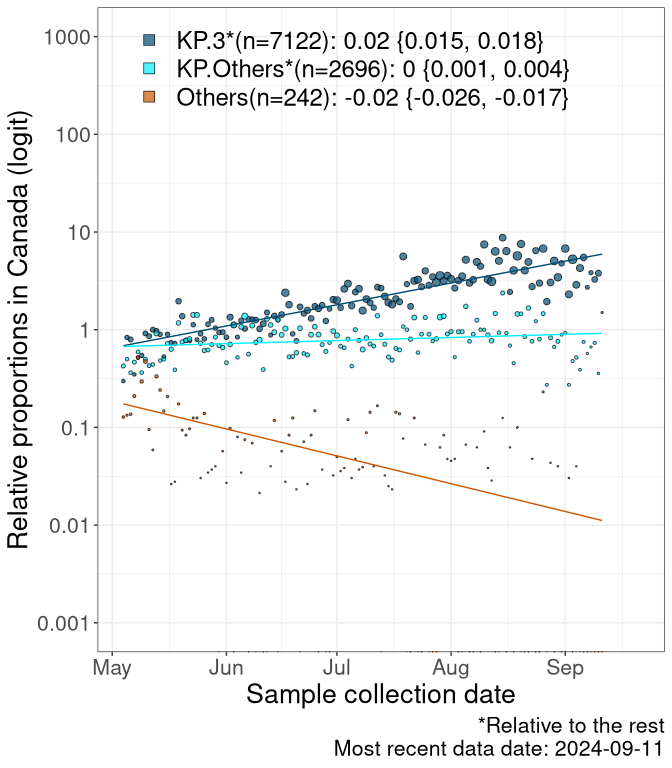 KP.3*(n=7122): 0.02 {0.015, 0.018}
KP.Others*(n=2696): 0 {0.001, 0.004}
Others(n=242): -0.02 {-0.026, -0.017}
Relative proportions in Canada (logit)
1000
100
10
1
0.1
0.01
0.001
May Jun Jul Aug Sep
Sample collection date
*Relative to the rest
Most recent data date: 2024-09-11